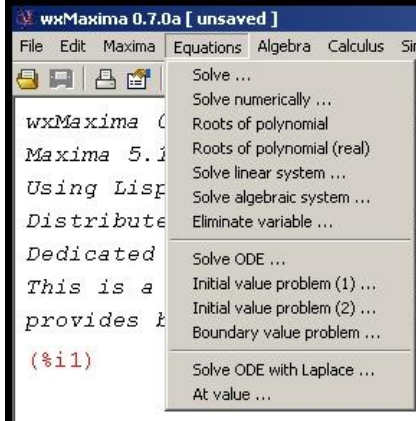 wxMaxima 0.7.0a [ unsaved ]
File Edit Maxima Equations Algebra Calculus
Solve ...
Solve numerically ...
Roots of polynomial
Roots of polynomial (real)
Solve linear system ...
Solve algebraic system ...
Eliminate variable ...
Solve ODE ...
Initial value problem (1) ...
Initial value problem (2) ...
Boundary value problem ...
Solve ODE with Laplace ...
At value ...
wxMaxima
Maxima 5.1
Using Lisp
Distribute
Dedicated
This is a
provides
(%i1)